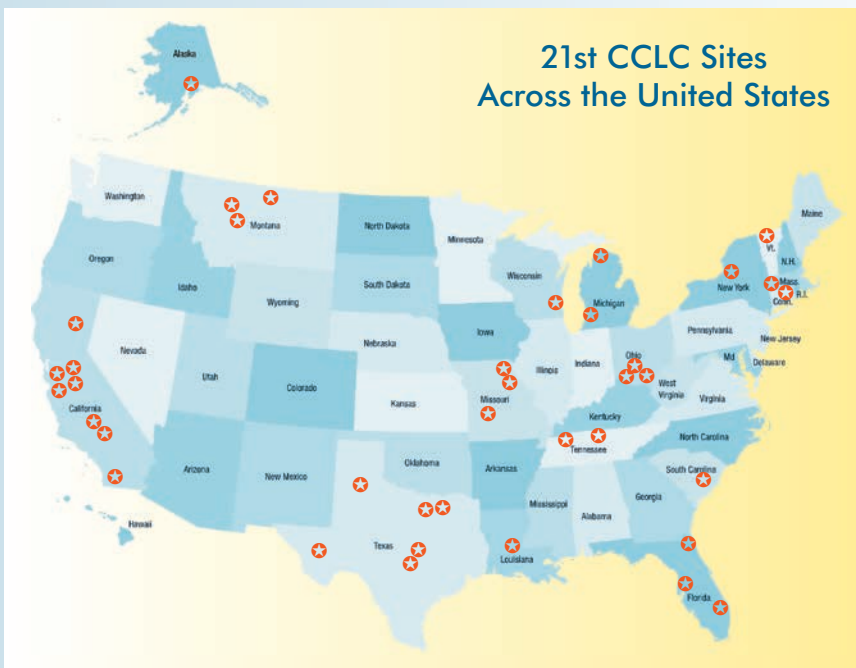 21st CCLC Sites
Across the United States
Alaska
Washington
Montana
North Dakota
Minnesota
Maine
Vt.
N.H.
Oregon
Idaho
Wyoming
South Dakota
Wisconsin
Michigan
New York
Mass.
R.I.
Conn.
Nevada
Utah
Colorado
Nebraska
Iowa
Illinois
Indiana
Ohio
Pennsylvania
New Jersey
Md
Delaware
West
Virginia
Virginia
California
Kansas
Missouri
Kentucky
North Carolina
Tennessee
South Carolina
Arizona
New Mexico
Oklahoma
Arkansas
Mississippi
Alabama
Georgia
Hawaii
Texas
Louisiana
Florida